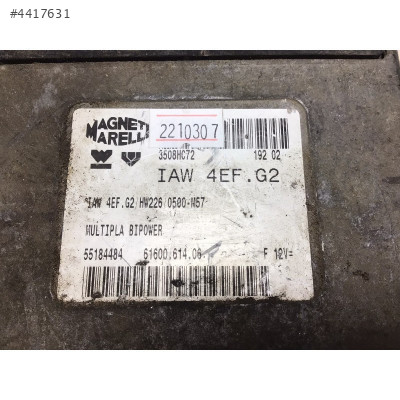 #4417631
MAGNETI
MARELLI
2210307
3508HC72 192 02
IAW 4EF.G2
IAW 4EF.G2 HW226 0500-M57
MULTIPLA BIPOWER
55184484 61600.614.06 F 12V=